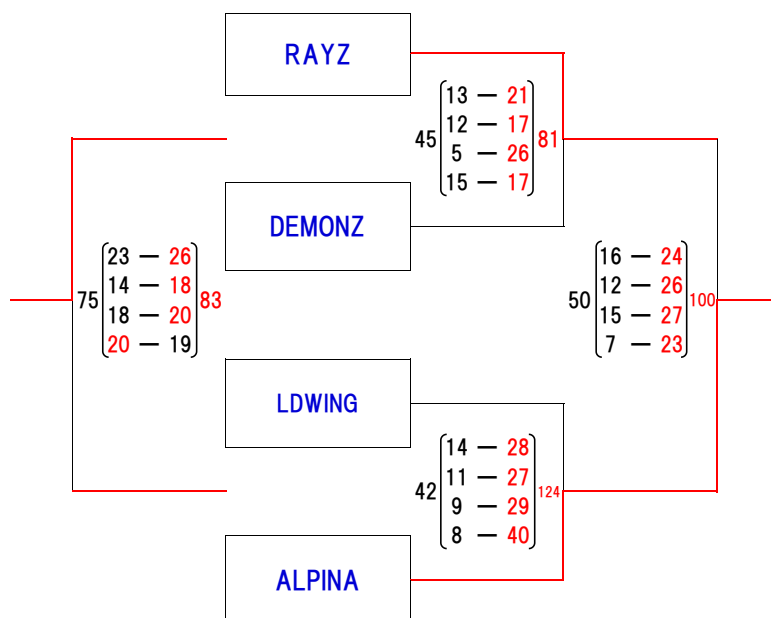 RAYZ
45 13 — 21 81
12 — 17
5 — 26
15 — 17
DEMONZ
75 23 — 26 83
14 — 18
18 — 20
20 — 19
50 16 — 24 100
12 — 26
15 — 27
7 — 23
LDWING
42 14 — 28 124
11 — 27
9 — 29
8 — 40
ALPINA